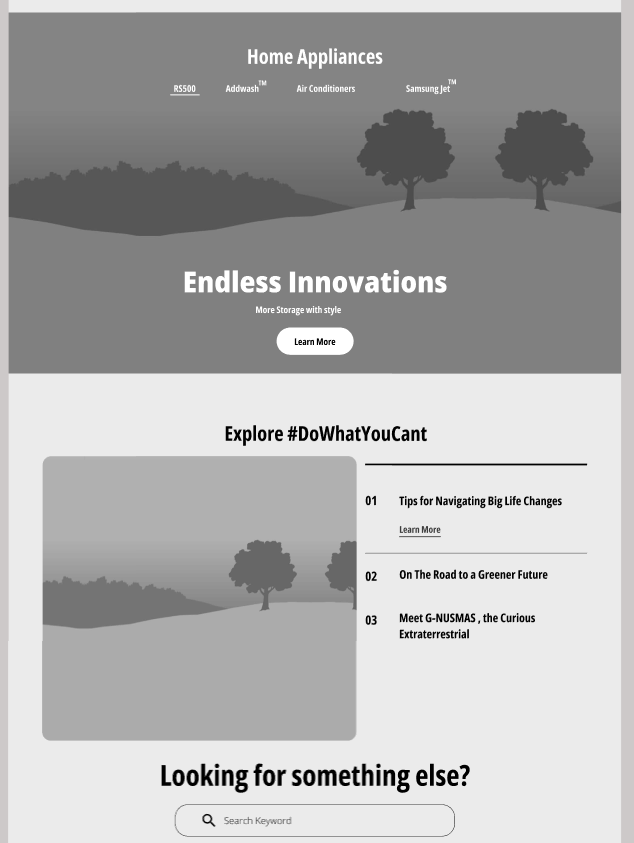 Home Appliances
RS500 Addwash™ Air Conditioners Samsung Jet™
Endless Innovations
More Storage with style
Learn More
Explore #DoWhatYouCant
01 Tips for Navigating Big Life Changes
Learn More
02 On The Road to a Greener Future
03 Meet G-NUSMAS , the Curious
Extraterrestrial
Looking for something else?
Search Keyword